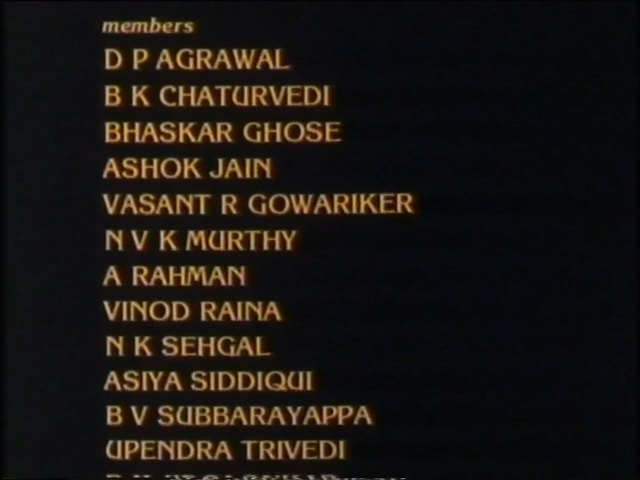 members
D P AGRAWAL
B K CHATURVEDI
BHASKAR GHOSE
ASHOK JAIN
VASANT R GOWARIKER
N V K MURTHY
A RAHMAN
VINOD RAINA
N K SEHGAL
ASIYA SIDDIQUI
B V SUBBARAYAPPA
UPENDRA TRIVEDI